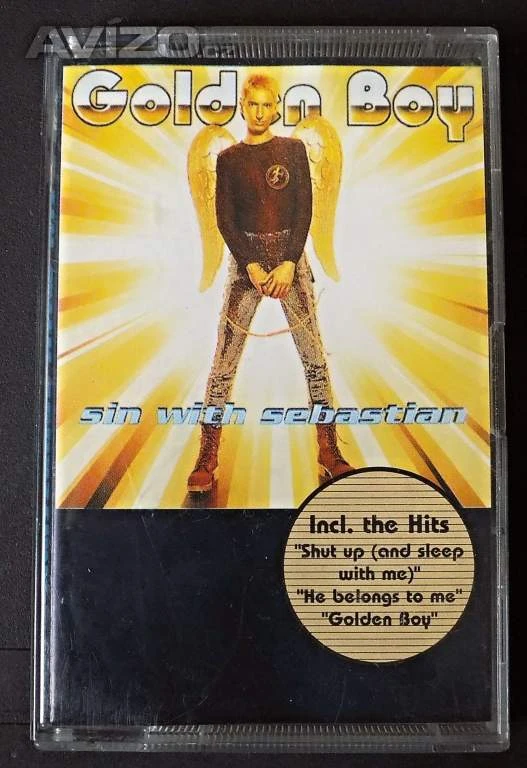 AVÍZO.cz
Golden Boy
sin with sebastian
Incl. the Hits
"Shut up (and sleep
with me)"
"He belongs to me"
"Golden Boy"